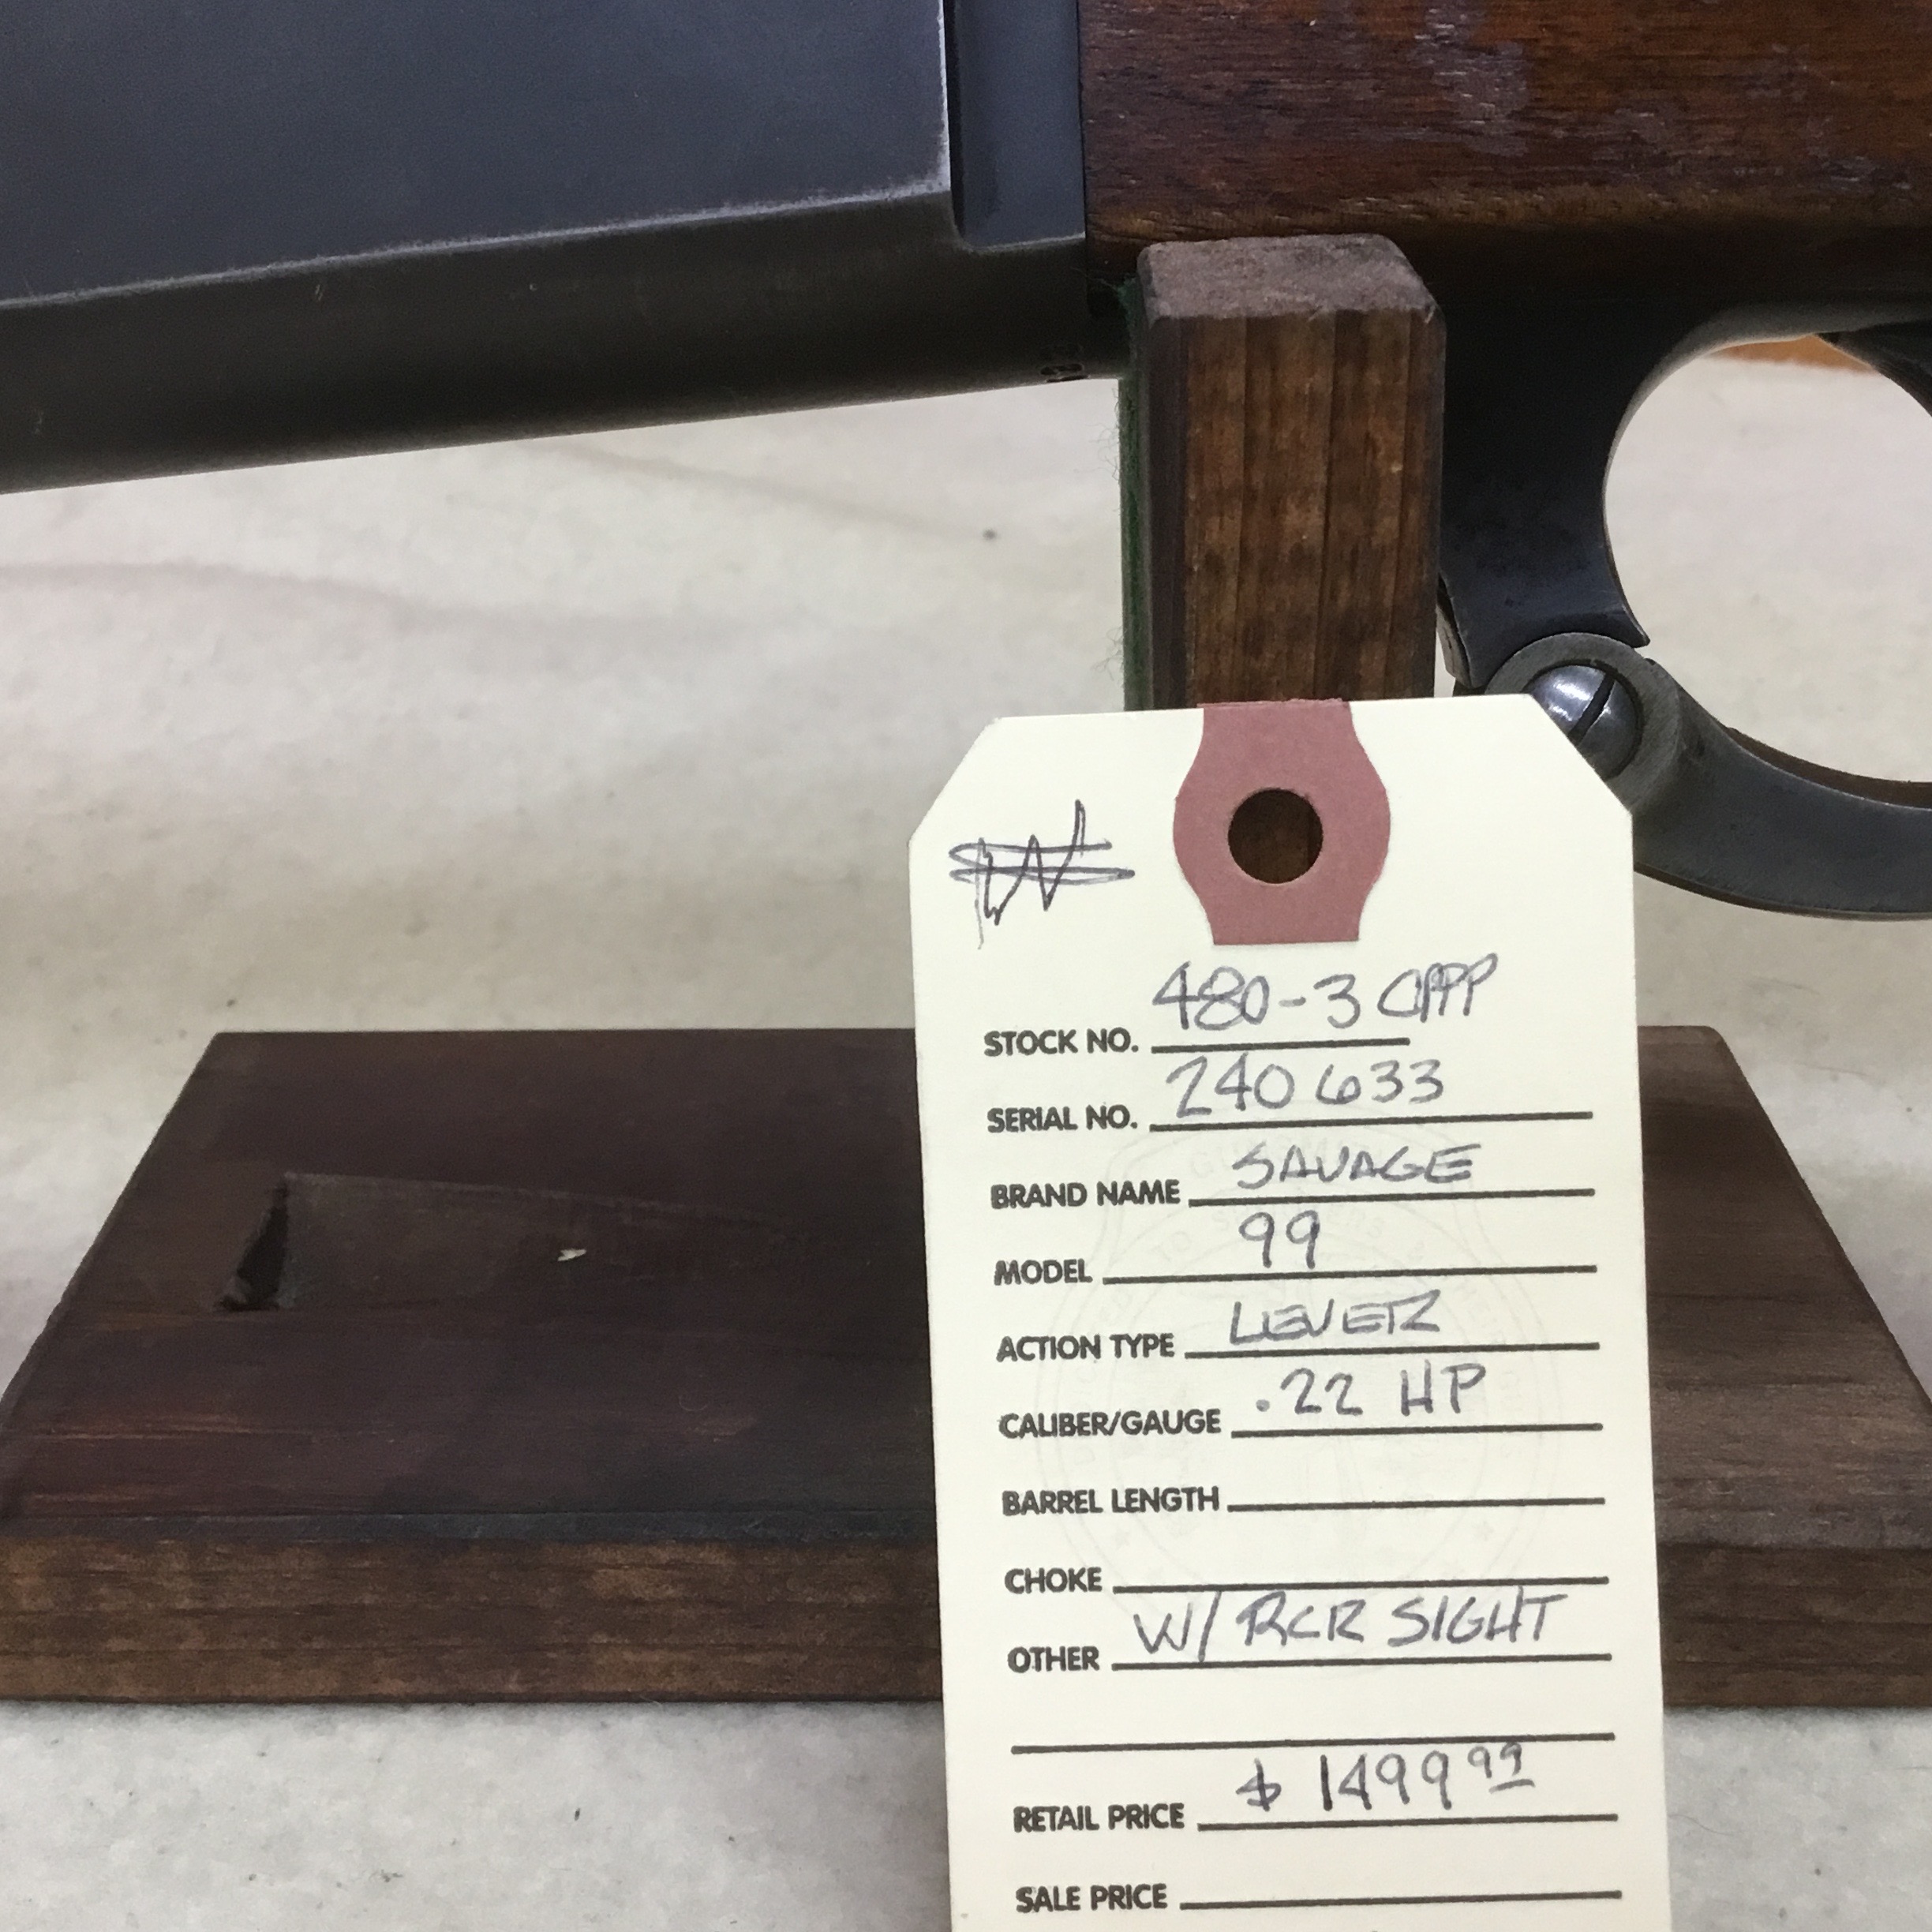 STOCK NO. 480-3 CAPP
SERIAL NO. 240633
BRAND NAME SAVAGE
MODEL 99
ACTION TYPE LEVER
CALIBER/GAUGE .22 HP
BARREL LENGTH
CHOKE
OTHER W/ RCR SIGHT
RETAIL PRICE $ 1499 99
SALE PRICE